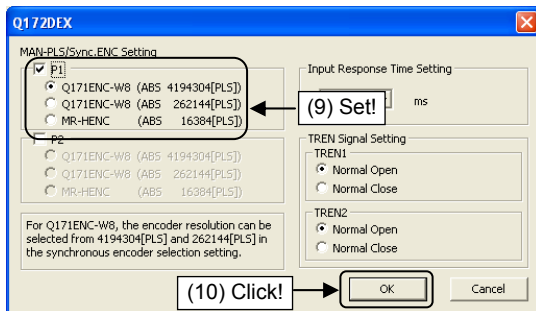 Q172DEX
MAN-PLS/Sync.ENC Setting
P1
Q171ENC-W8 (ABS 4194304[PLS])
Q171ENC-W8 (ABS 262144[PLS])
MR-HENC (ABS 16384[PLS])
P2
Q171ENC-W8 (ABS 4194304[PLS])
Q171ENC-W8 (ABS 262144[PLS])
MR-HENC (ABS 16384[PLS])
For Q171ENC-W8, the encoder resolution can be
selected from 4194304[PLS] and 262144[PLS] in
the synchronous encoder selection setting.
(9) Set!
Input Response Time Setting
ms
TREN Signal Setting
TREN1
Normal Open
Normal Close
TREN2
Normal Open
Normal Close
(10) Click!
OK
Cancel